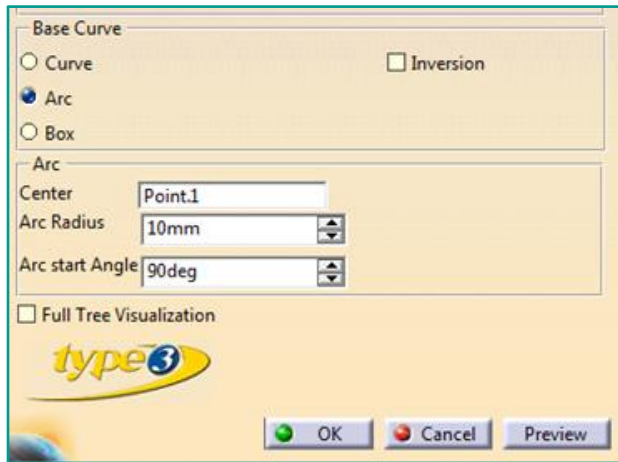 Base Curve
Curve
Inversion
Arc
Box
Arc
Center Point.1
Arc Radius 10mm
Arc start Angle 90deg
Full Tree Visualization
type3
OK Cancel Preview